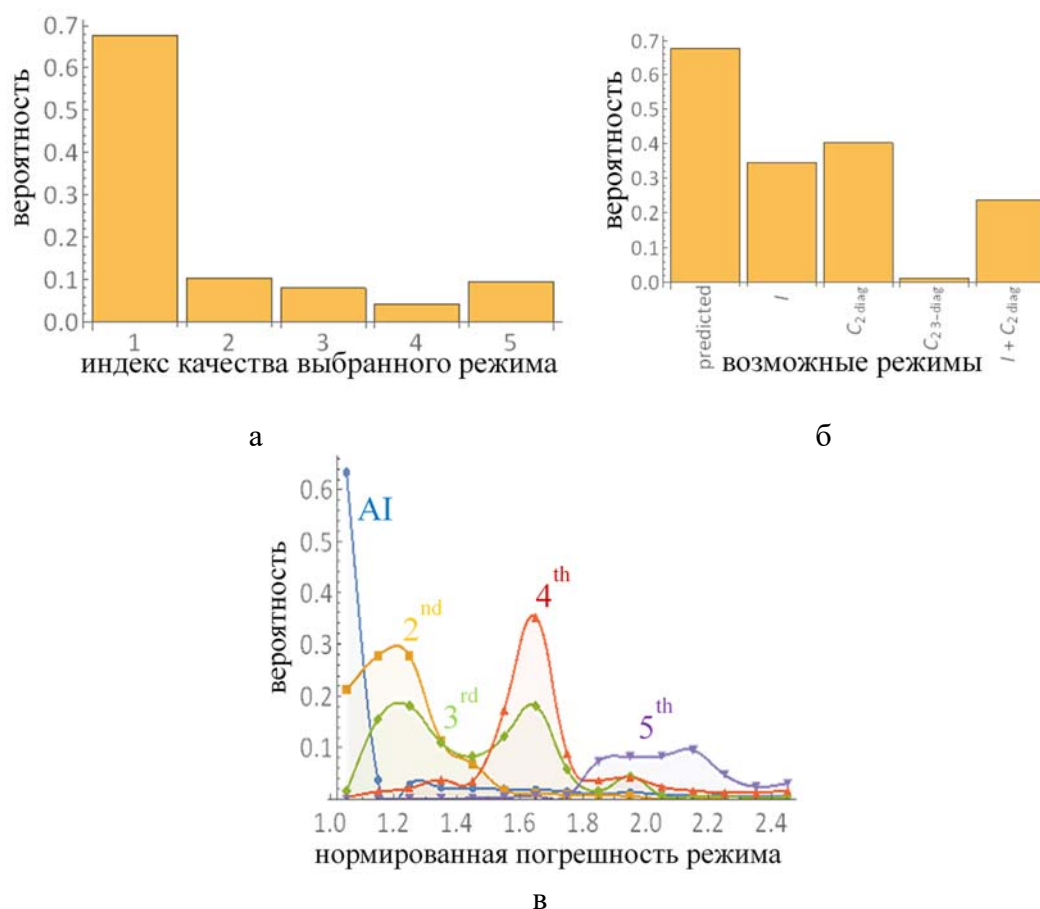 0.7
0.6
0.5
0.4
0.3
0.2
0.1
0.0
вероятность
1 2 3 4 5
индекс качества выбранного режима
а
0.7
0.6
0.5
0.4
0.3
0.2
0.1
0.0
вероятность
predicted
I
C2 diag
C2 3-diag
I + C2 diag
возможные режимы
б
0.6
0.5
0.4
0.3
0.2
0.1
вероятность
AI
2nd
3rd
4th
5th
1.0 1.2 1.4 1.6 1.8 2.0 2.2 2.4
нормированная погрешность режима
в